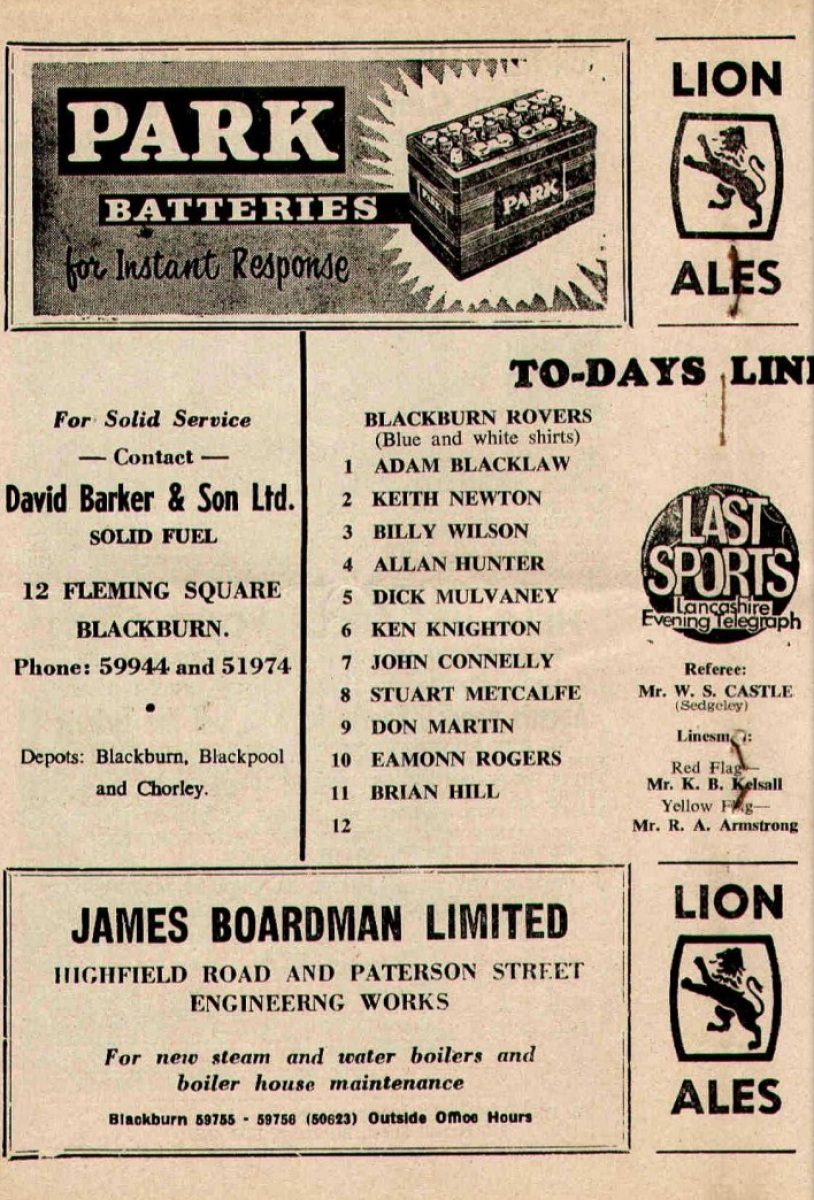 PARK
BATTERIES
for Instant Response
PARK
PARK
LION
ALES
For Solid Service
— Contact —
David Barker & Son Ltd.
SOLID FUEL
12 FLEMING SQUARE
BLACKBURN.
Phone: 59944 and 51974
•
Depots: Blackburn, Blackpool
and Chorley.
TO-DAYS LIN
BLACKBURN ROVERS
(Blue and white shirts)
1 ADAM BLACKLAW
2 KEITH NEWTON
3 BILLY WILSON
4 ALLAN HUNTER
5 DICK MULVANEY
6 KEN KNIGHTON
7 JOHN CONNELLY
8 STUART METCALFE
9 DON MARTIN
10 EAMONN ROGERS
11 BRIAN HILL
12
LAST
SPORTS
Lancashire
Evening Telegraph
Referee:
Mr. W. S. CASTLE
(Sedgeley)
Red Flag—
Mr. K. B. Kelsall
Yellow Flag—
Mr. R. A. Armstrong
JAMES BOARDMAN LIMITED
HIGHFIELD ROAD AND PATERSON STREET
ENGINEERNG WORKS
For new steam and water boilers and
boiler house maintenance
Blackburn 59755 - 59756 (50623) Outside Office Hours
LION
ALES